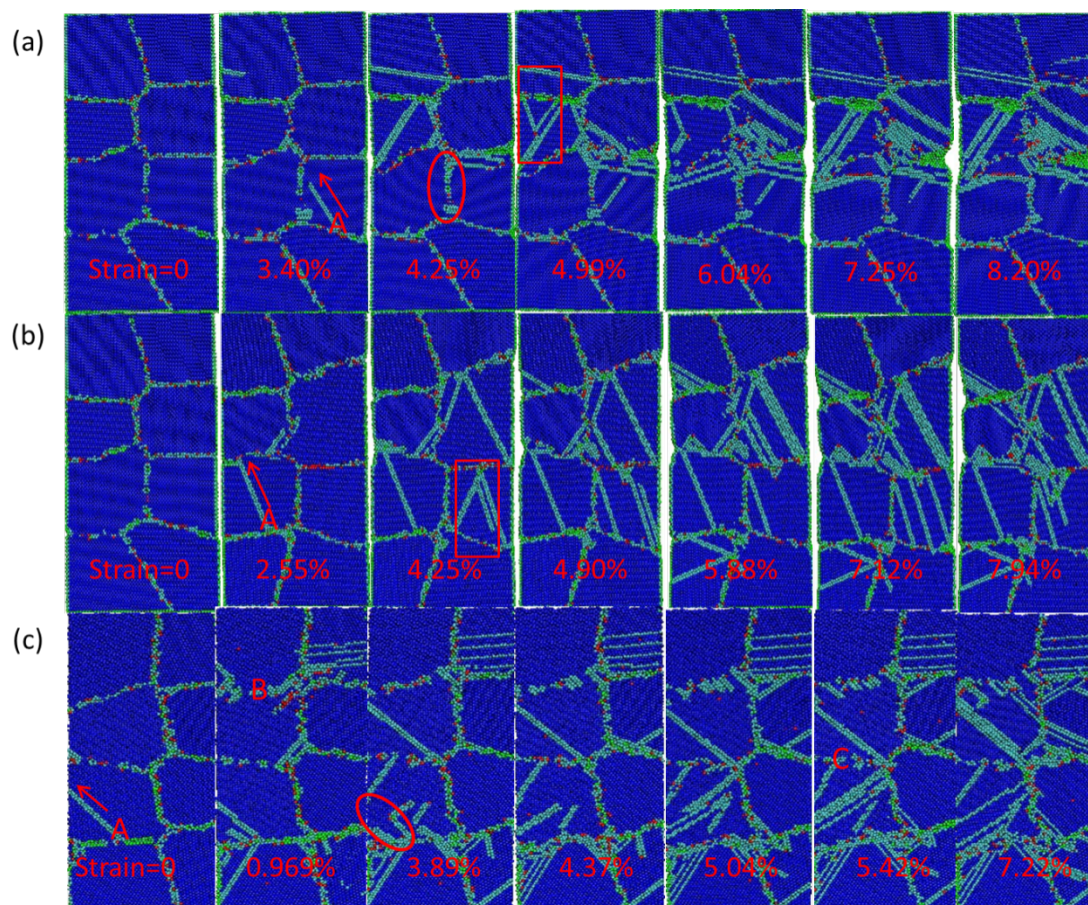 (a)
A
Strain=0 3.40% 4.25% 4.99% 6.04% 7.25% 8.20%
(b)
A
Strain=0 2.55% 4.25% 4.90% 5.88% 7.12% 7.94%
(c)
B
C
A
Strain=0 0.969% 3.89% 4.37% 5.04% 5.42% 7.22%